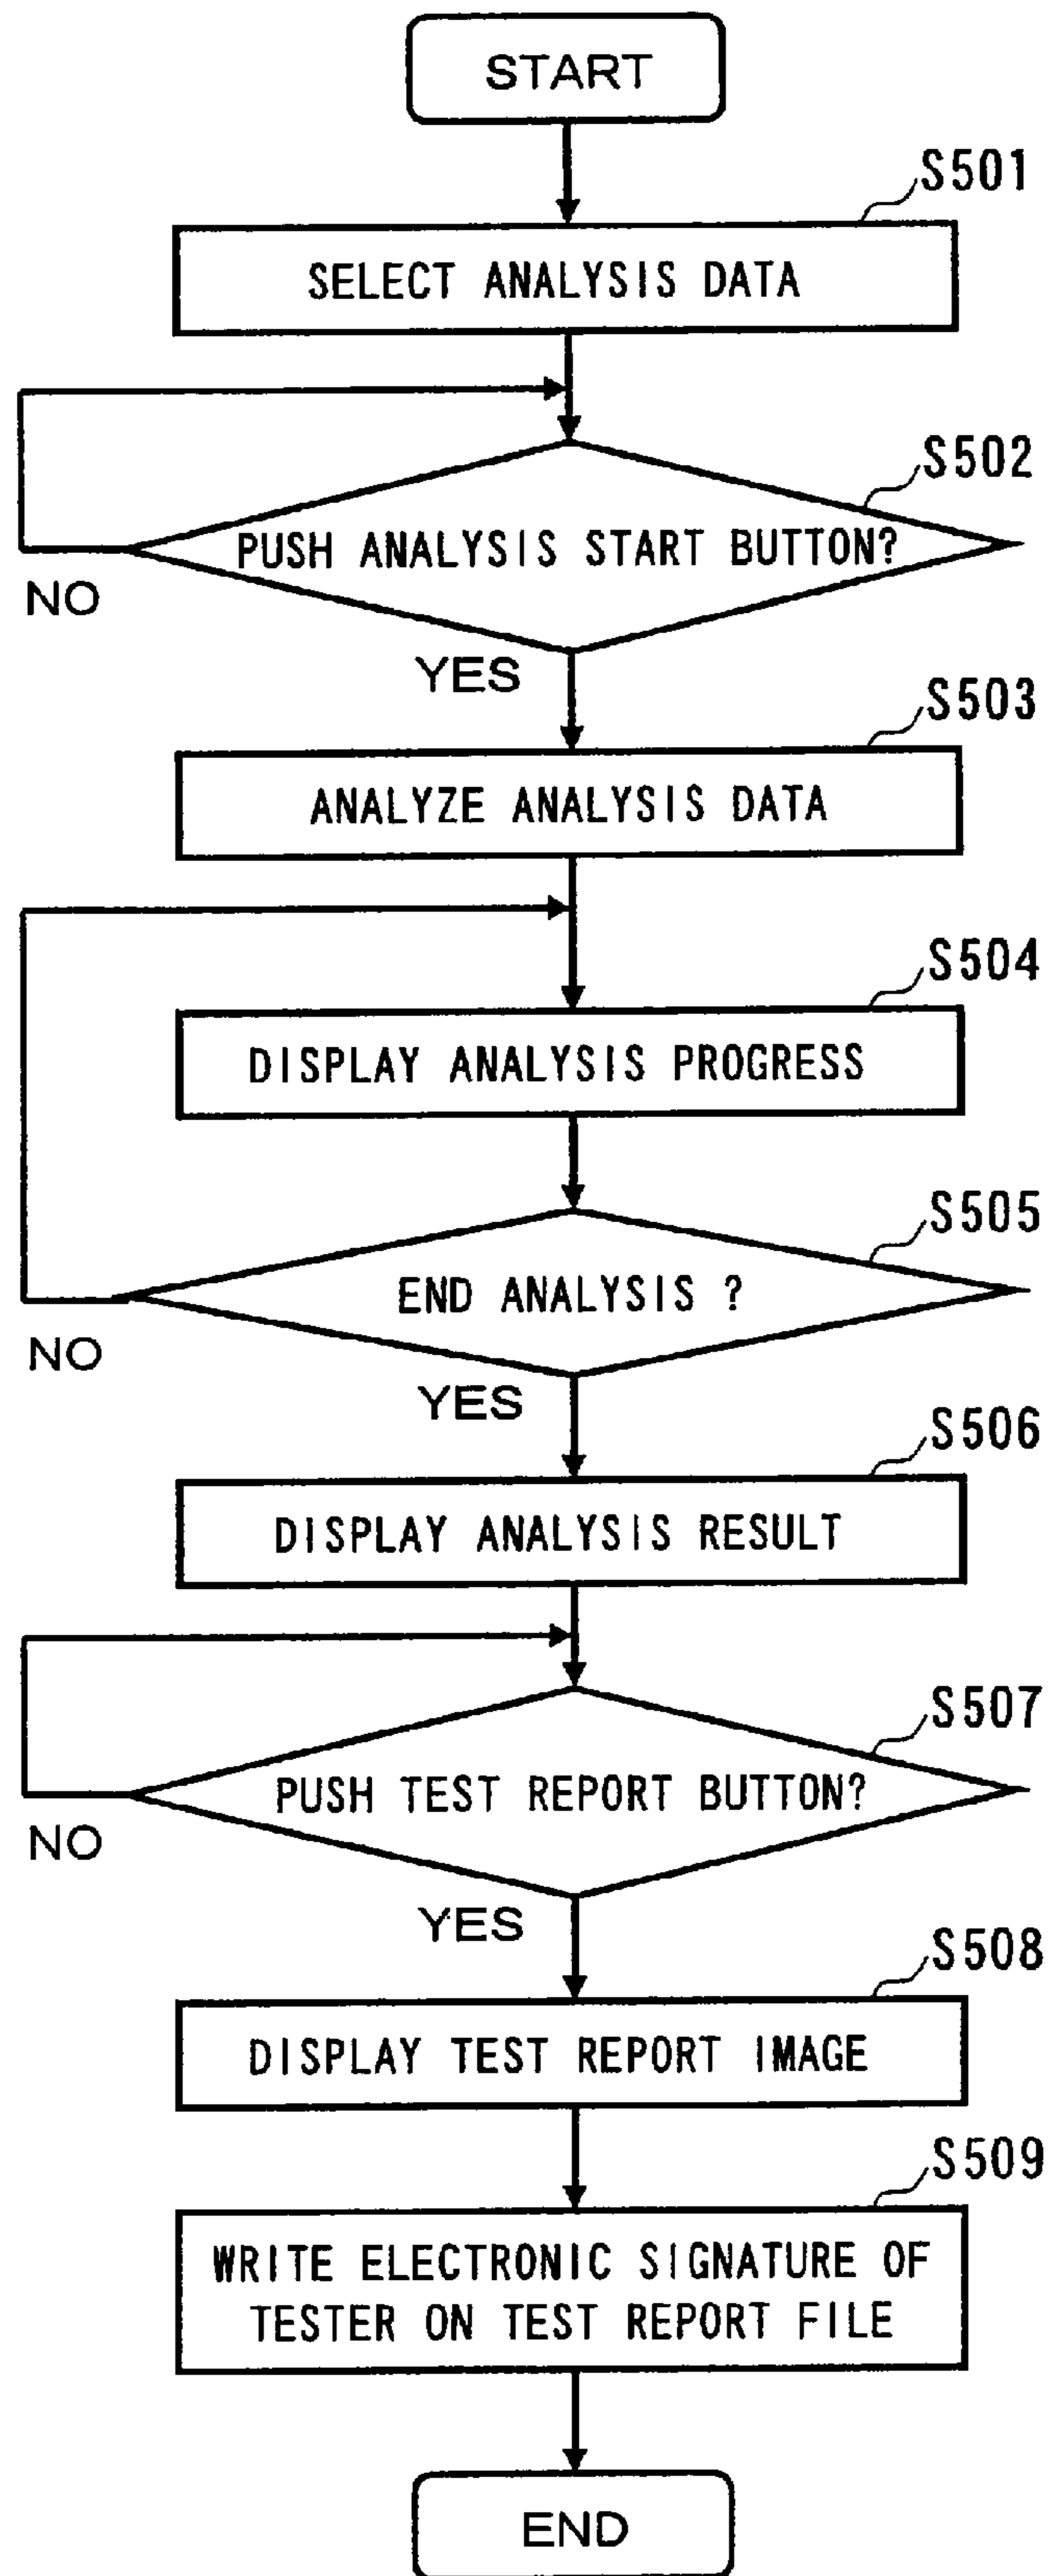 START
S501
SELECT ANALYSIS DATA
S502
PUSH ANALYSIS START BUTTON?
NO
YES
S503
ANALYZE ANALYSIS DATA
S504
DISPLAY ANALYSIS PROGRESS
S505
END ANALYSIS ?
NO
YES
S506
DISPLAY ANALYSIS RESULT
S507
PUSH TEST REPORT BUTTON?
NO
YES
S508
DISPLAY TEST REPORT IMAGE
S509
WRITE ELECTRONIC SIGNATURE OF
TESTER ON TEST REPORT FILE
END